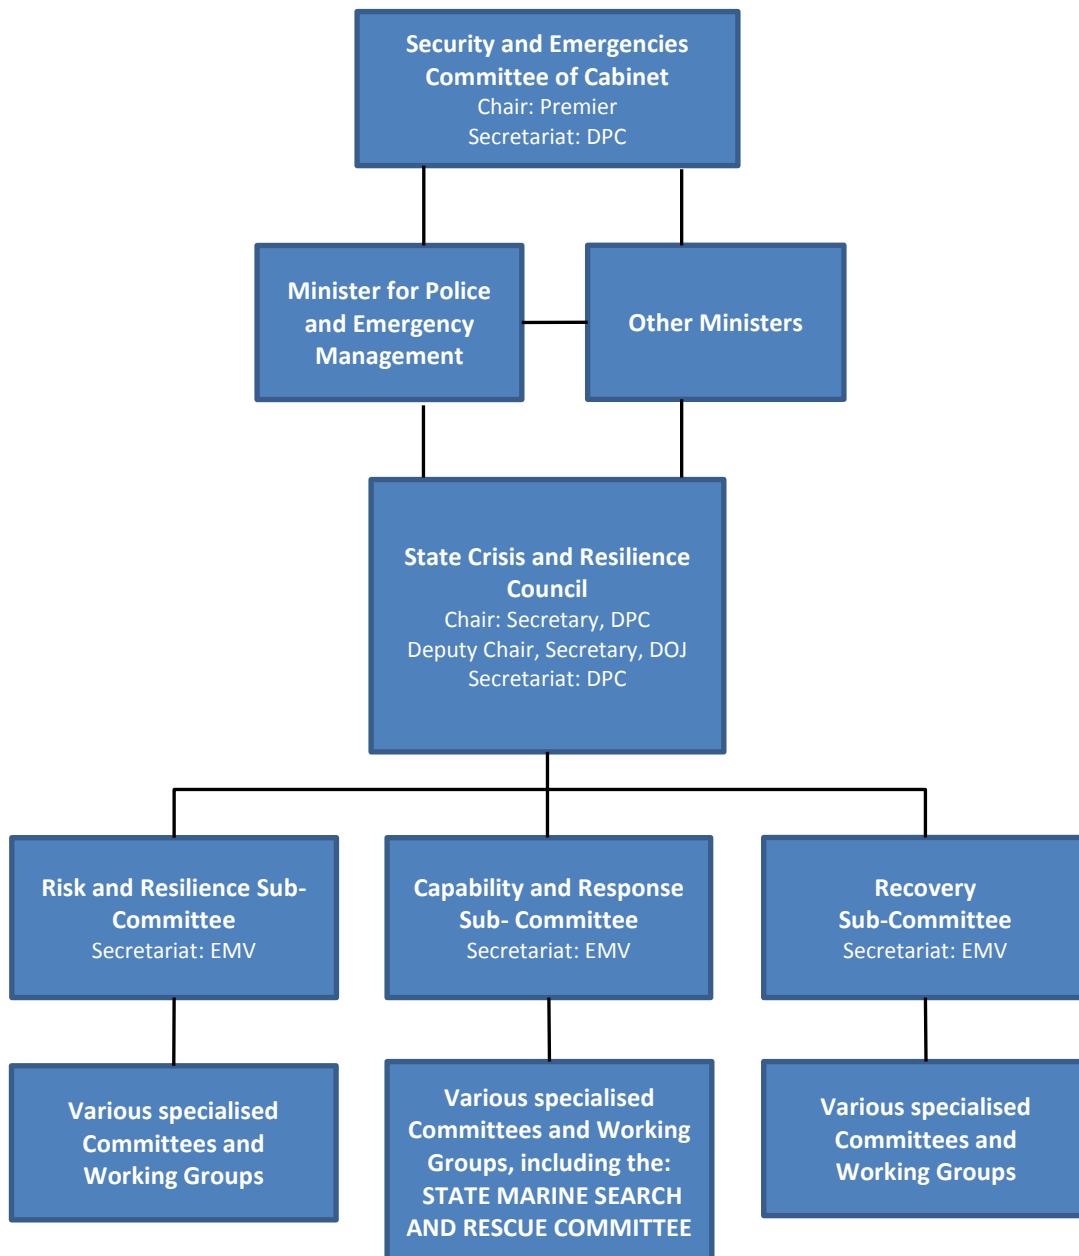 Security and Emergencies
Committee of Cabinet
Chair: Premier
Secretariat: DPC
Minister for Police
and Emergency
Management
Other Ministers
State Crisis and Resilience
Council
Chair: Secretary, DPC
Deputy Chair, Secretary, DOJ
Secretariat: DPC
Risk and Resilience Sub-
Committee
Secretariat: EMV
Capability and Response
Sub- Committee
Secretariat: EMV
Recovery
Sub-Committee
Secretariat: EMV
Various specialised
Committees and
Working Groups
Various specialised
Committees and Working
Groups, including the:
STATE MARINE SEARCH
AND RESCUE COMMITTEE
Various specialised
Committees and
Working Groups